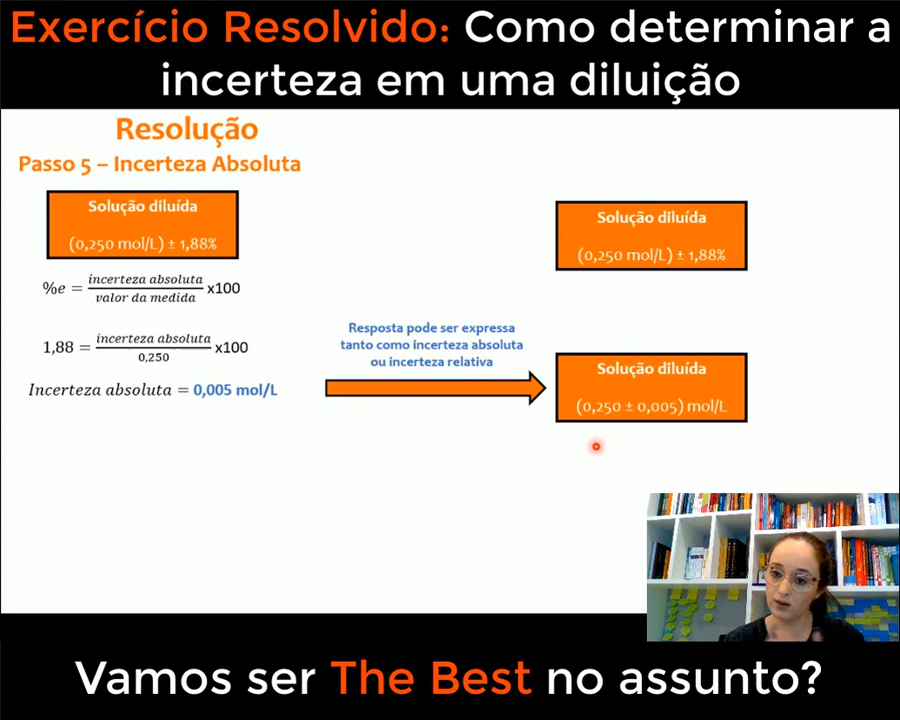 Exercício Resolvido: Como determinar a
incerteza em uma diluição
Resolução
Passo 5 – Incerteza Absoluta
Solução diluída
(0,250 mol/L) ± 1,88%
%e = incerteza absoluta / valor da medida x100
1,88 = incerteza absoluta / 0,250 x100
Incerteza absoluta = 0,005 mol/L
Resposta pode ser expressa
tanto como incerteza absoluta
ou incerteza relativa
Solução diluída
(0,250 mol/L) ± 1,88%
Solução diluída
(0,250 ± 0,005) mol/L
Vamos ser The Best no assunto?